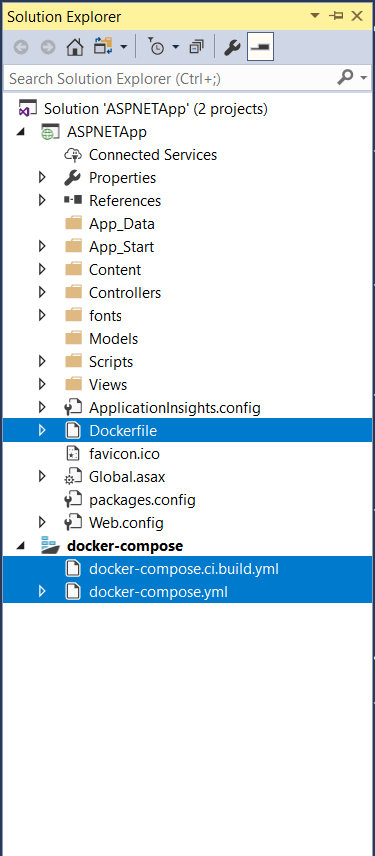 Solution Explorer
Search Solution Explorer (Ctrl+;)
Solution 'ASPNETApp' (2 projects)
ASPNETApp
Connected Services
Properties
References
App_Data
App_Start
Content
Controllers
fonts
Models
Scripts
Views
ApplicationInsights.config
Dockerfile
favicon.ico
Global.asax
packages.config
Web.config
docker-compose
docker-compose.ci.build.yml
docker-compose.yml